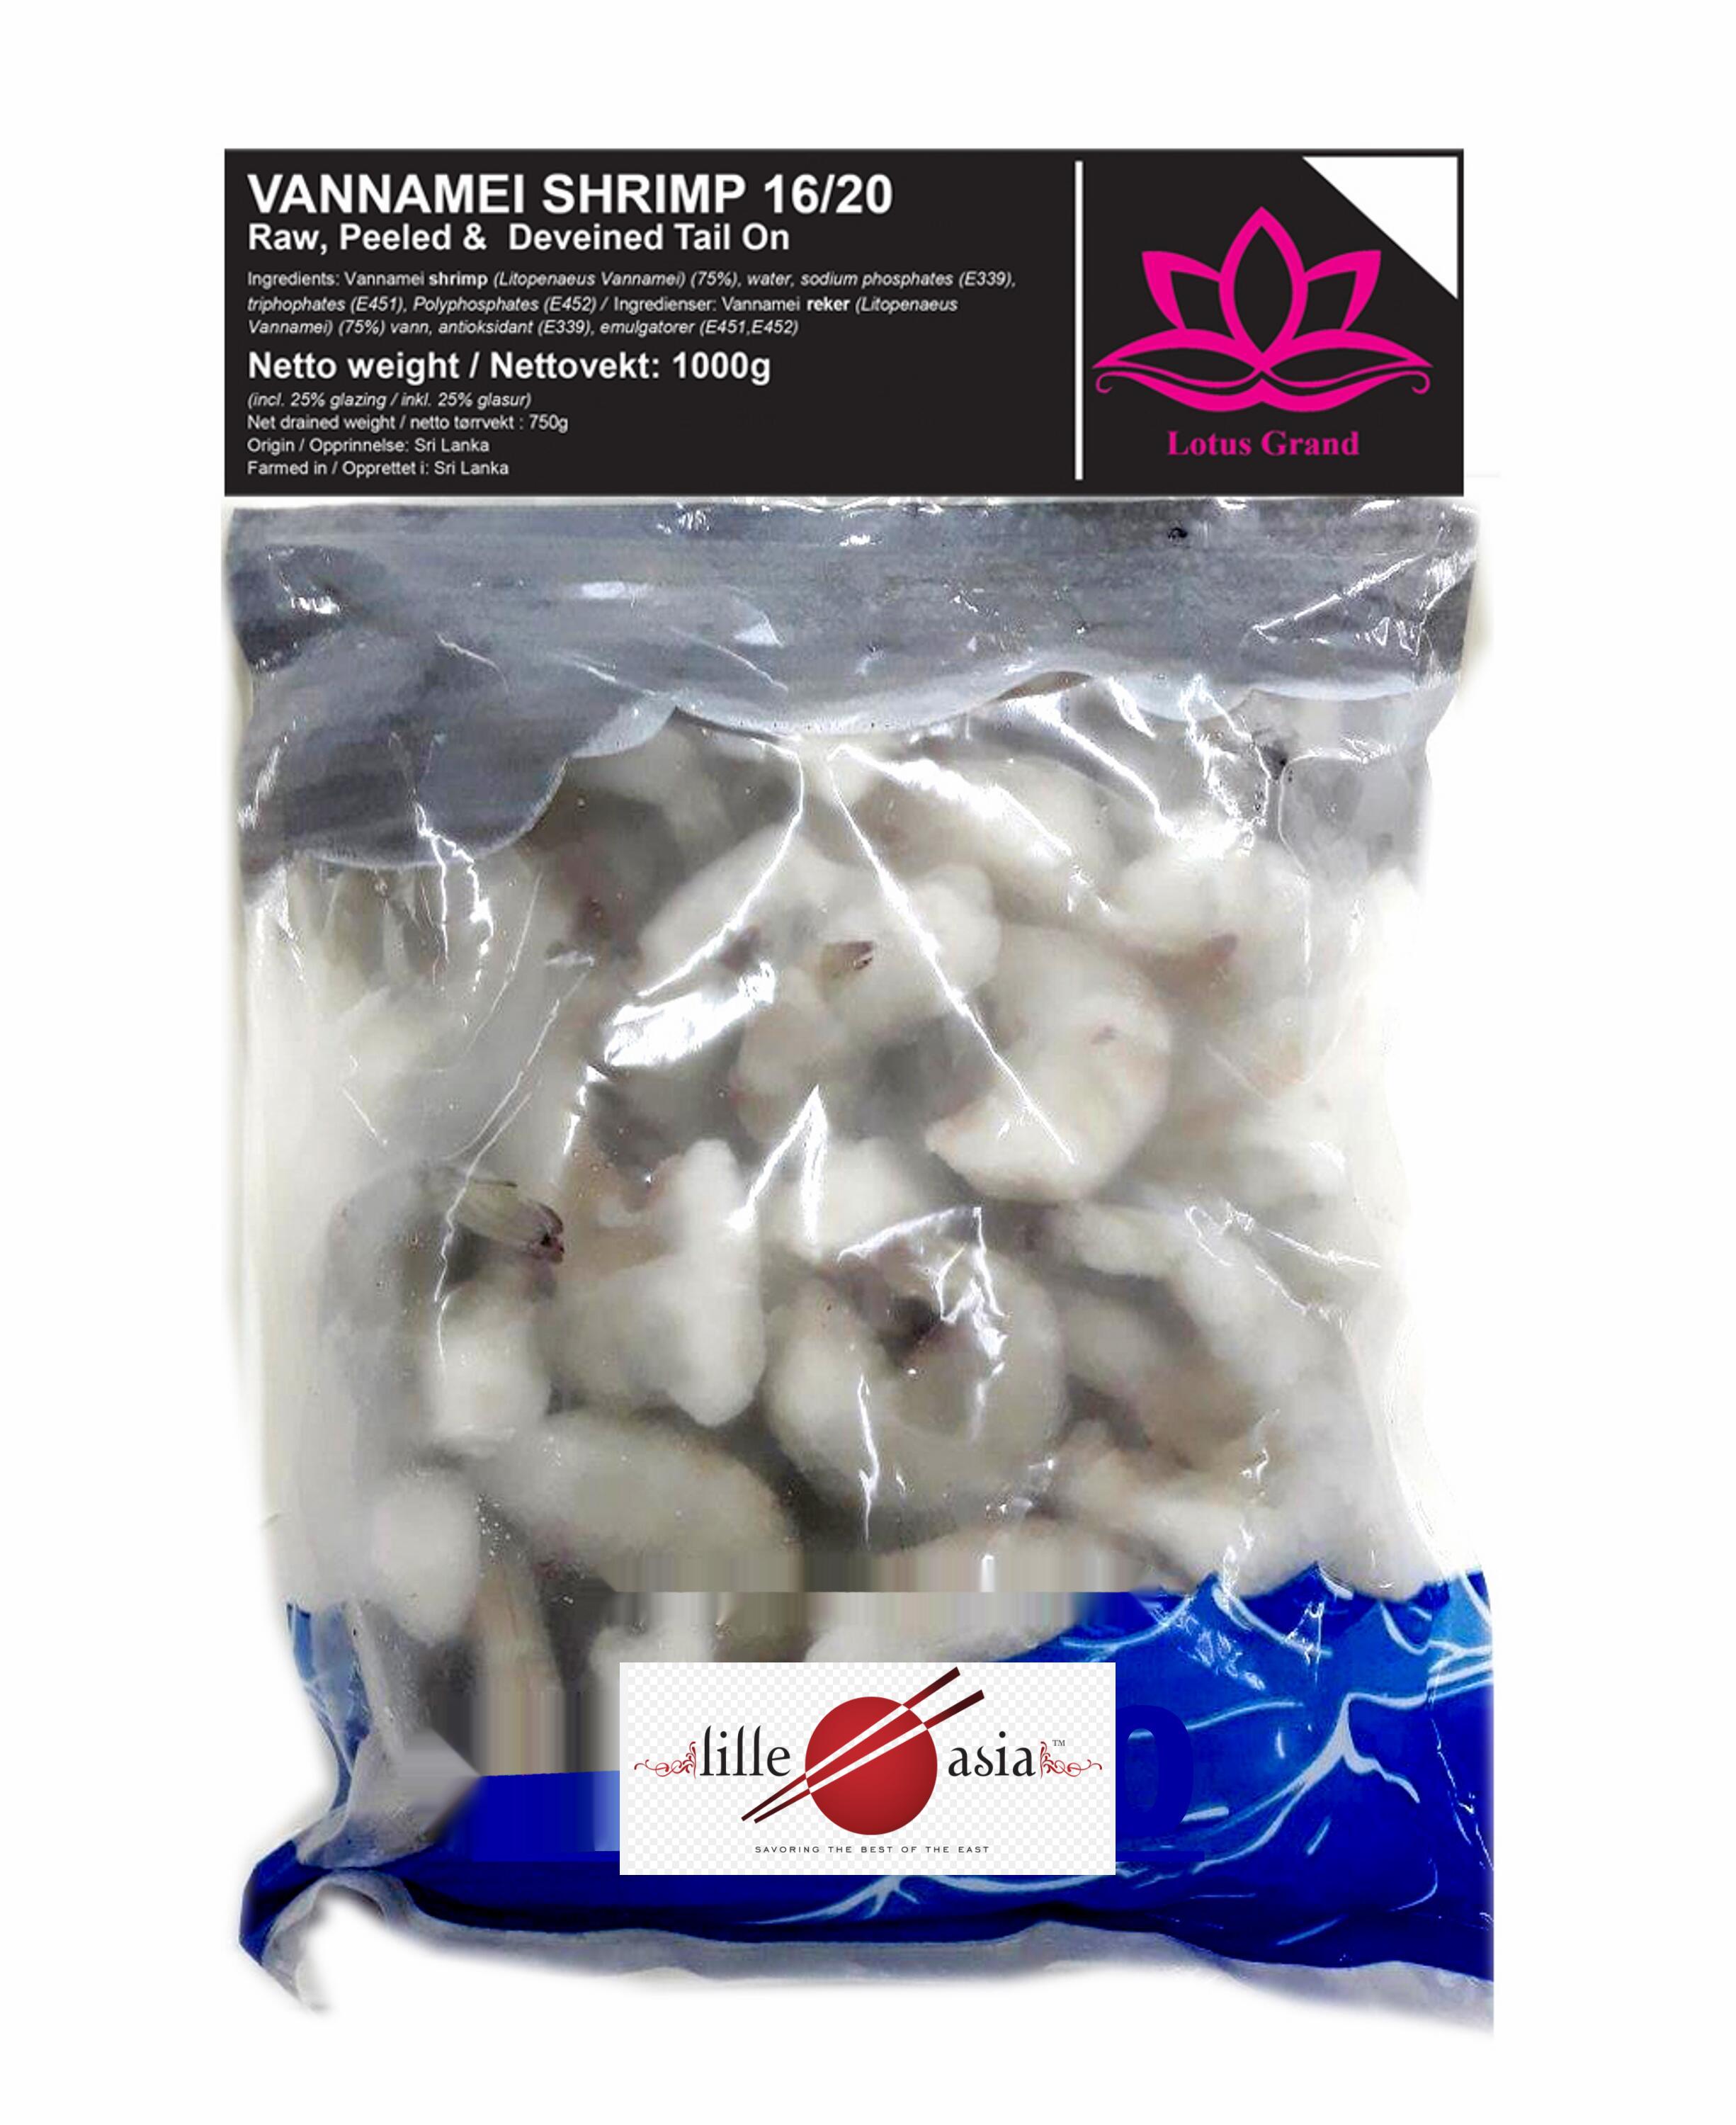 VANNAMEI SHRIMP 16/20
Raw, Peeled & Deveined Tail On
Ingredients: Vannamei shrimp (Litopenaeus Vannamei) (75%), water, sodium phosphates (E339),
triphophates (E451), Polyphosphates (E452) / Ingredienser: Vannamei reker (Litopenaeus
Vannamei) (75%) vann, antioksidant (E339), emulgatorer (E451,E452)
Netto weight / Nettovekt: 1000g
(incl. 25% glazing / inkl. 25% glasur)
Net drained weight / netto tørrvekt : 750g
Origin / Opprinnelse: Sri Lanka
Farmed in / Opprettet i: Sri Lanka
Lotus Grand
lille asia™
SAVORING THE BEST OF THE EAST